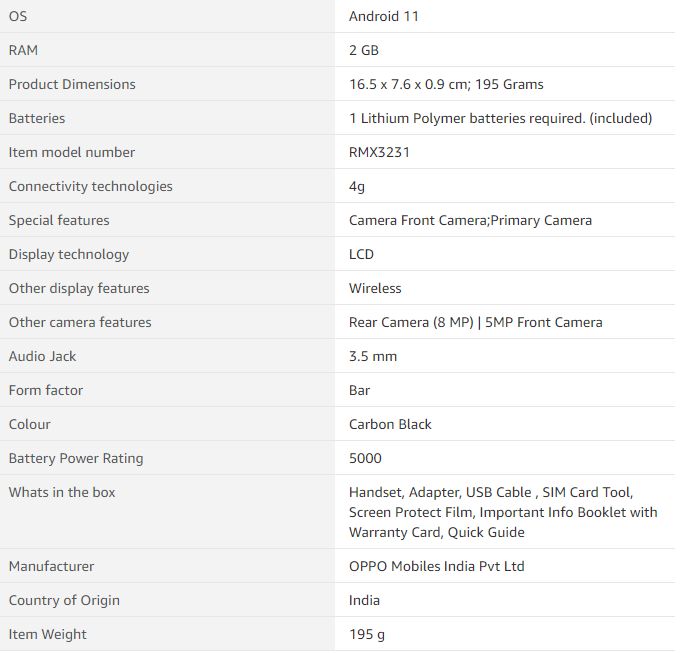 OS Android 11
RAM 2 GB
Product Dimensions 16.5 x 7.6 x 0.9 cm; 195 Grams
Batteries 1 Lithium Polymer batteries required. (included)
Item model number RMX3231
Connectivity technologies 4g
Special features Camera Front Camera;Primary Camera
Display technology LCD
Other display features Wireless
Other camera features Rear Camera (8 MP) | 5MP Front Camera
Audio Jack 3.5 mm
Form factor Bar
Colour Carbon Black
Battery Power Rating 5000
Whats in the box Handset, Adapter, USB Cable , SIM Card Tool,
Screen Protect Film, Important Info Booklet with
Warranty Card, Quick Guide
Manufacturer OPPO Mobiles India Pvt Ltd
Country of Origin India
Item Weight 195 g